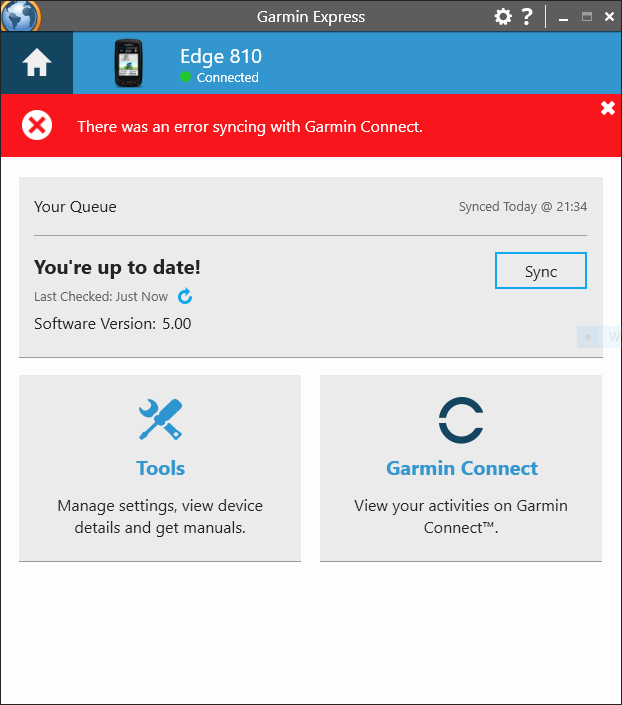 Garmin Express
?
Edge 810
Connected
There was an error syncing with Garmin Connect.
Your Queue
Synced Today @ 21:34
You're up to date!
Sync
Last Checked: Just Now
Software Version: 5.00
Tools
Manage settings, view device
details and get manuals.
Garmin Connect
View your activities on Garmin
Connect™.